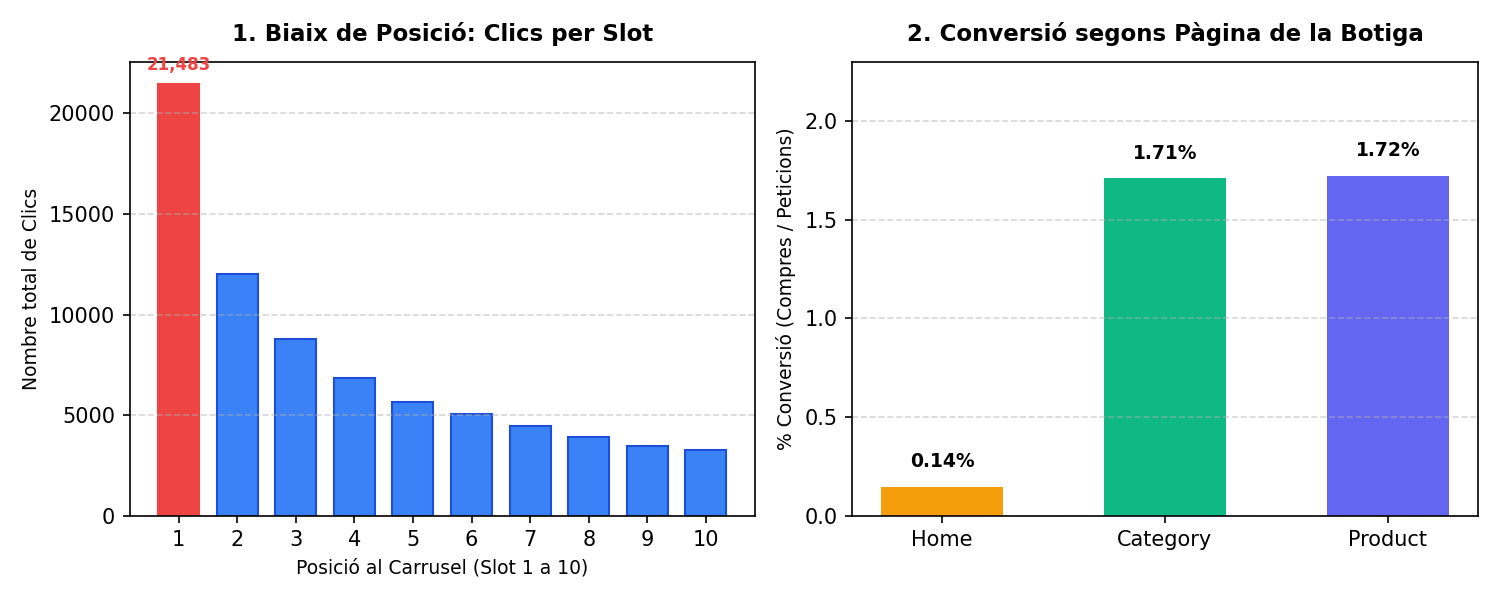 1. Biaix de Posició: Clics per Slot
21,483
Nombre total de Clics
20000
15000
10000
5000
0
1 2 3 4 5 6 7 8 9 10
Posició al Carrusel (Slot 1 a 10)
2. Conversió segons Pàgina de la Botiga
% Conversió (Compres / Peticions)
2.0
1.5
1.0
0.5
0.0
0.14%
1.71%
1.72%
Home Category Product